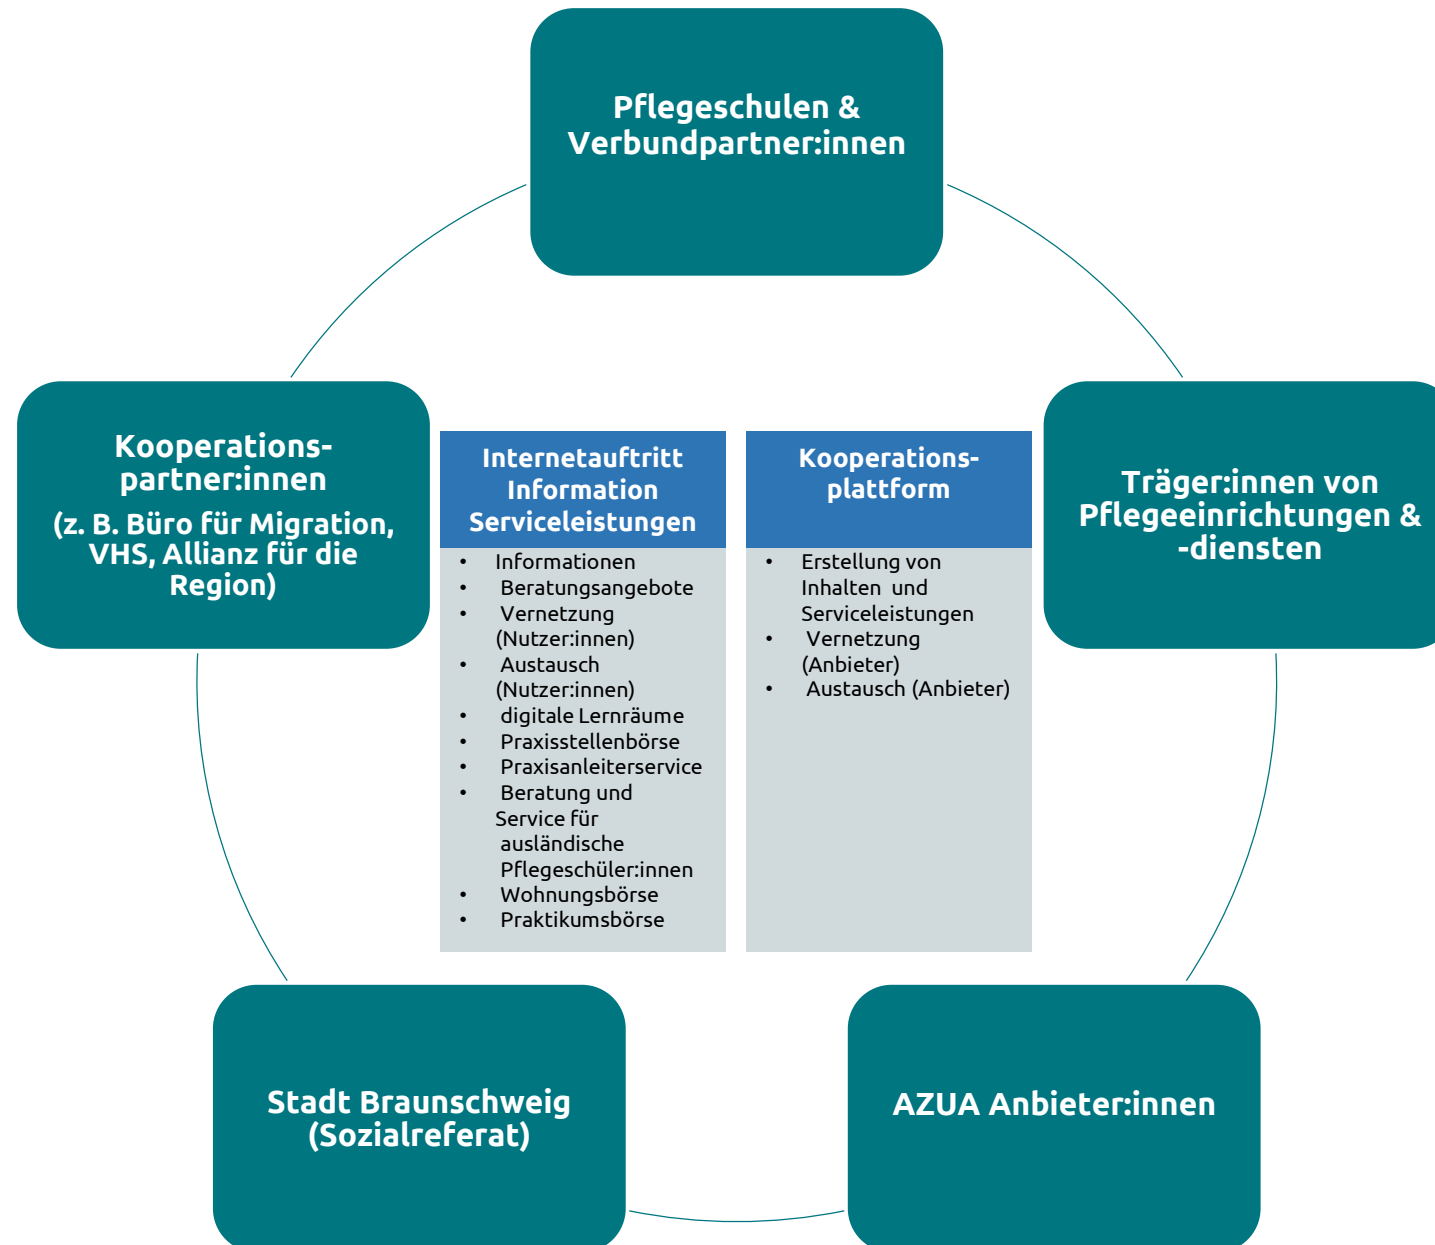 Pflegeschulen &
Verbundpartner:innen
Kooperations-
partner:innen
(z. B. Büro für Migration,
VHS, Allianz für die
Region)
Internetauftritt
Information
Serviceleistungen
• Informationen
• Beratungsangebote
• Vernetzung
(Nutzer:innen)
• Austausch
(Nutzer:innen)
• digitale Lernräume
• Praxisstellenbörse
• Praxisanleiterservice
• Beratung und
Service für
ausländische
Pflegeschüler:innen
• Wohnungsbörse
• Praktikumsbörse
Kooperations-
plattform
• Erstellung von
Inhalten und
Serviceleistungen
• Vernetzung
(Anbieter)
• Austausch (Anbieter)
Träger:innen von
Pflegeeinrichtungen &
-diensten
Stadt Braunschweig
(Sozialreferat)
AZUA Anbieter:innen